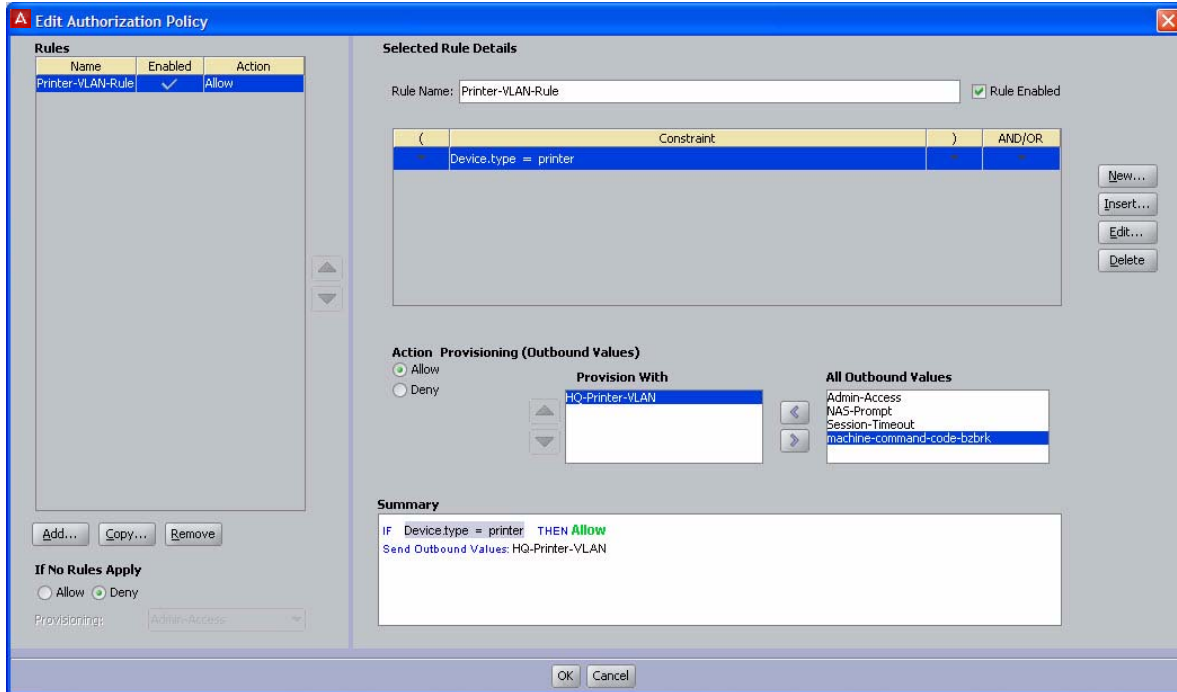 Edit Authorization Policy
Rules
Name Enabled Action
Printer-VLAN-Rule Allow
Add... Copy... Remove
If No Rules Apply
Allow Deny
Provisioning: Admin-Access
Selected Rule Details
Rule Name: Printer-VLAN-Rule Rule Enabled
( Constraint ) AND/OR
Device.type = printer
New...
Insert...
Edit...
Delete
Action Provisioning (Outbound Values)
Allow
Deny
Provision With
HQ-Printer-VLAN
All Outbound Values
Admin-Access
NAS-Prompt
Session-Timeout
machine-command-code-bzbrk
Summary
IF Device.type = printer THEN Allow
Send Outbound Values: HQ-Printer-VLAN
OK Cancel